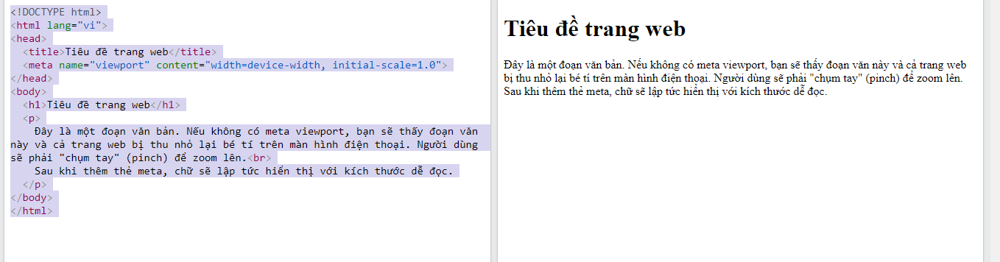 <!DOCTYPE html>
<html lang="vi">
<head>
<title>Tiêu đề trang web</title>
<meta name="viewport" content="width=device-width, initial-scale=1.0">
</head>
<body>
<h1>Tiêu đề trang web</h1>
<p>
Đây là một đoạn văn bản. Nếu không có meta viewport, bạn sẽ thấy đoạn văn
này và cả trang web bị thu nhỏ lại bé tí trên màn hình điện thoại. Người dùng
sẽ phải "chụm tay" (pinch) để zoom lên.<br>
Sau khi thêm thẻ meta, chữ sẽ lập tức hiển thị với kích thước dễ đọc.
</p>
</body>
</html>
Tiêu đề trang web
Đây là một đoạn văn bản. Nếu không có meta viewport, bạn sẽ thấy đoạn văn này và cả trang web
bị thu nhỏ lại bé tí trên màn hình điện thoại. Người dùng sẽ phải "chụm tay" (pinch) để zoom lên.
Sau khi thêm thẻ meta, chữ sẽ lập tức hiển thị với kích thước dễ đọc.